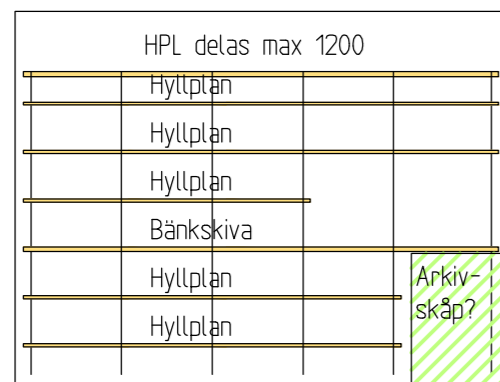 HPL delas max 1200
Hyllplan
Hyllplan
Hyllplan
Bänkskiva
Hyllplan
Arkiv-
skåp?
Hyllplan